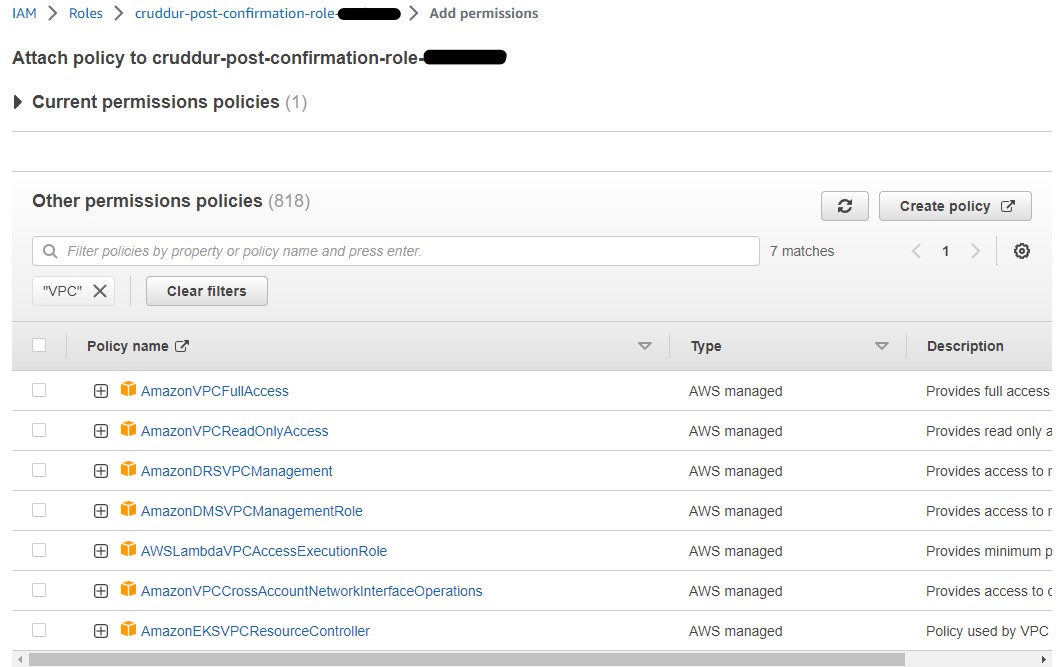 IAM > Roles > cruddur-post-confirmation-role- > Add permissions
Attach policy to cruddur-post-confirmation-role-
Current permissions policies (1)
Other permissions policies (818)
Create policy
Filter policies by property or policy name and press enter.
7 matches
1
"VPC"
Clear filters
Policy name Type Description
AmazonVPCFullAccess AWS managed Provides full access
AmazonVPCReadOnlyAccess AWS managed Provides read only a
AmazonDRSVPCManagement AWS managed Provides access to r
AmazonDMSVPCManagementRole AWS managed Provides access to r
AWSLambdaVPCAccessExecutionRole AWS managed Provides minimum p
AmazonVPCCrossAccountNetworkInterfaceOperations AWS managed Provides access to c
AmazonEKSVPCResourceController AWS managed Policy used by VPC